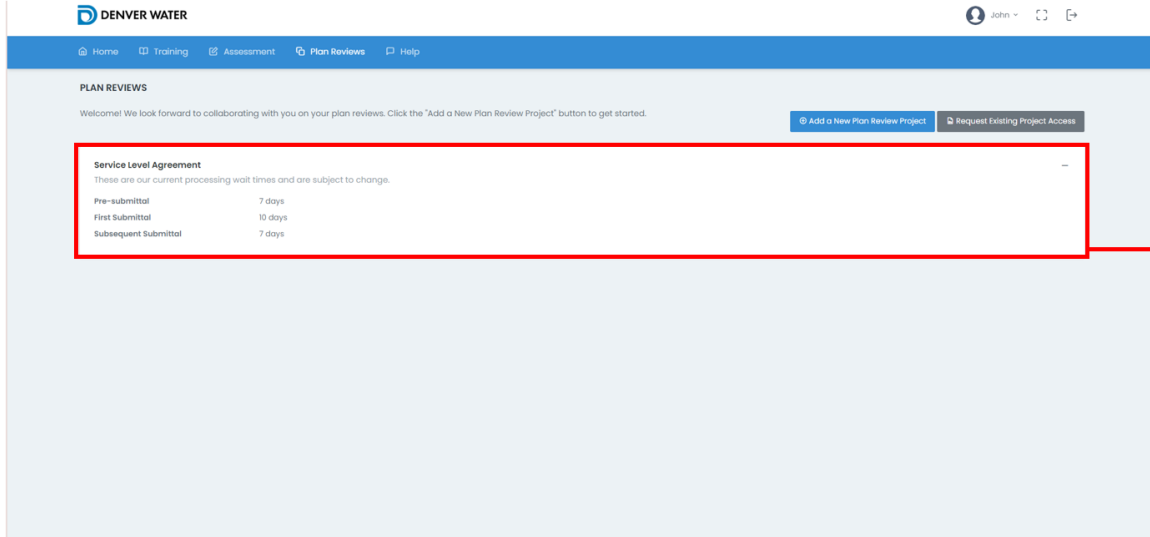 DENVER WATER
John
Home Training Assessment Plan Reviews Help
PLAN REVIEWS
Welcome! We look forward to collaborating with you on your plan reviews. Click the "Add a New Plan Review Project" button to get started.
Add a New Plan Review Project Request Existing Project Access
Service Level Agreement
These are our current processing wait times and are subject to change.
Pre-submittal 7 days
First Submittal 10 days
Subsequent Submittal 7 days